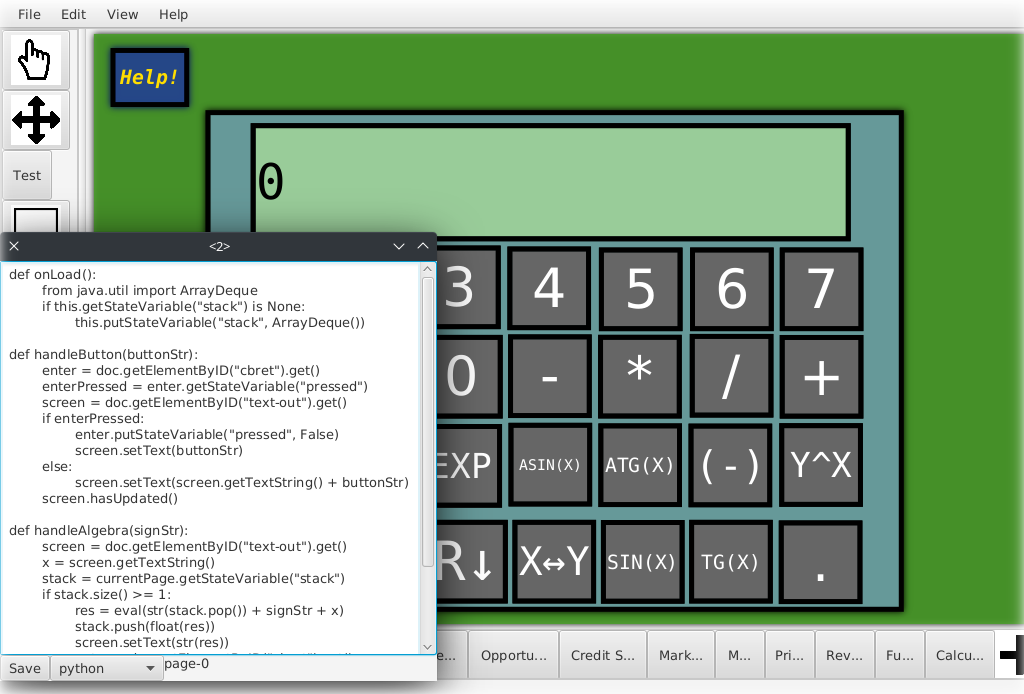 File Edit View Help
Help!
Test
0
<2>
3 4 5 6 7
0 - * / +
EXP ASIN(X) ATG(X) (-) Y^X
R↓ X↔Y SIN(X) TG(X) .
def onLoad():
from java.util import ArrayDeque
if this.getStateVariable("stack") is None:
this.putStateVariable("stack", ArrayDeque())
def handleButton(buttonStr):
enter = doc.getElementByID("cbret").get()
enterPressed = enter.getStateVariable("pressed")
screen = doc.getElementByID("text-out").get()
if enterPressed:
enter.putStateVariable("pressed", False)
screen.setText(buttonStr)
else:
screen.setText(screen.getTextString() + buttonStr)
screen.hasUpdated()
def handleAlgebra(signStr):
screen = doc.getElementByID("text-out").get()
x = screen.getTextString()
stack = currentPage.getStateVariable("stack")
if stack.size() >= 1:
res = eval(str(stack.pop()) + signStr + x)
stack.push(float(res))
screen.setText(str(res))
Save python page-0
e... Opportu... Credit S... Mark... M... Pri... Rev... Fu... Calcu...